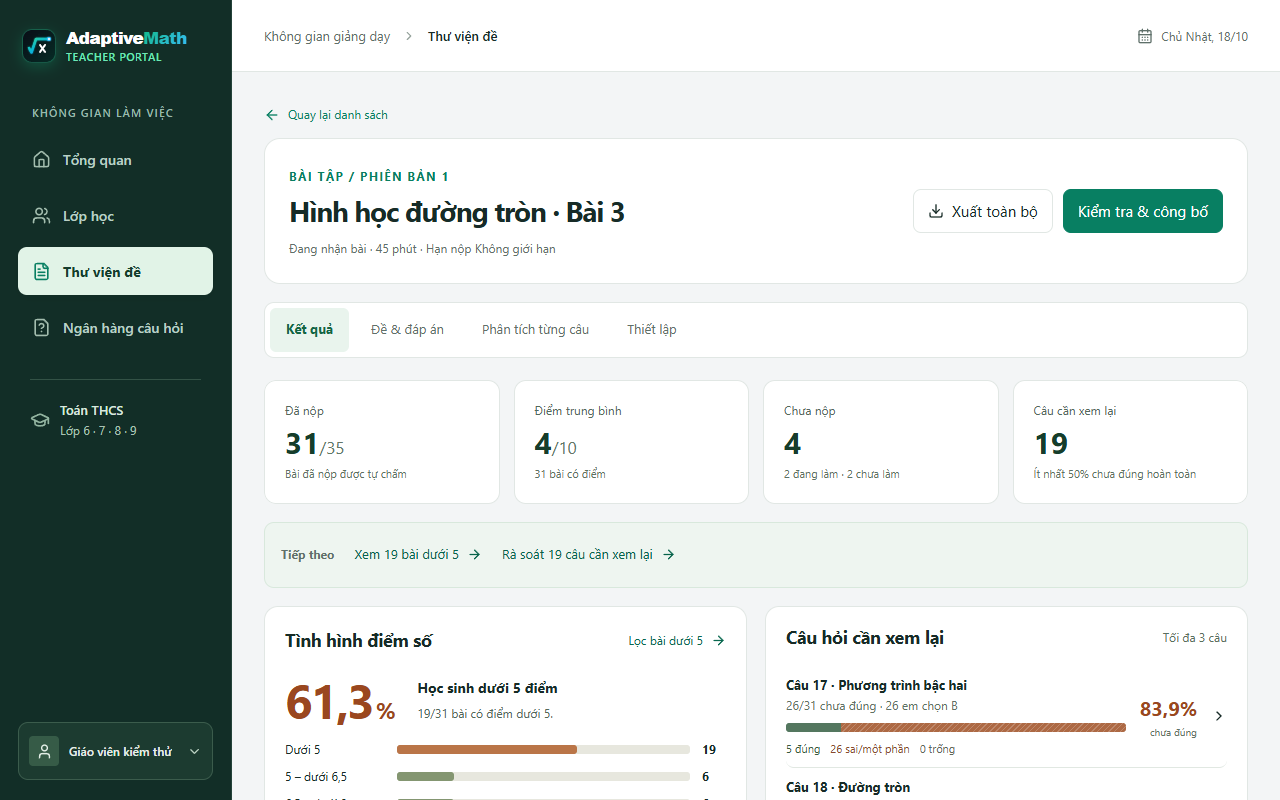 AdaptiveMath
TEACHER PORTAL
KHÔNG GIAN LÀM VIỆC
Tổng quan
Lớp học
Thư viện đề
Ngân hàng câu hỏi
Toán THCS
Lớp 6 · 7 · 8 · 9
Giáo viên kiểm thử
Không gian giảng dạy
Thư viện đề
Chủ Nhật, 18/10
Quay lại danh sách
BÀI TẬP / PHIÊN BẢN 1
Hình học đường tròn · Bài 3
Đang nhận bài · 45 phút · Hạn nộp Không giới hạn
Xuất toàn bộ
Kiểm tra & công bố
Kết quả
Đề & đáp án
Phân tích từng câu
Thiết lập
Đã nộp
31/35
Bài đã nộp được tự chấm
Điểm trung bình
4/10
31 bài có điểm
Chưa nộp
4
2 đang làm · 2 chưa làm
Câu cần xem lại
19
Ít nhất 50% chưa đúng hoàn toàn
Tiếp theo
Xem 19 bài dưới 5
Rà soát 19 câu cần xem lại
Tình hình điểm số
Lọc bài dưới 5
61,3%
Học sinh dưới 5 điểm
19/31 bài có điểm dưới 5.
Dưới 5
19
5 – dưới 6,5
6
Câu hỏi cần xem lại
Tối đa 3 câu
Câu 17 · Phương trình bậc hai
26/31 chưa đúng · 26 em chọn B
83,9%
chưa đúng
5 đúng
26 sai/một phần
0 trống
Câu 18 · Đường tròn